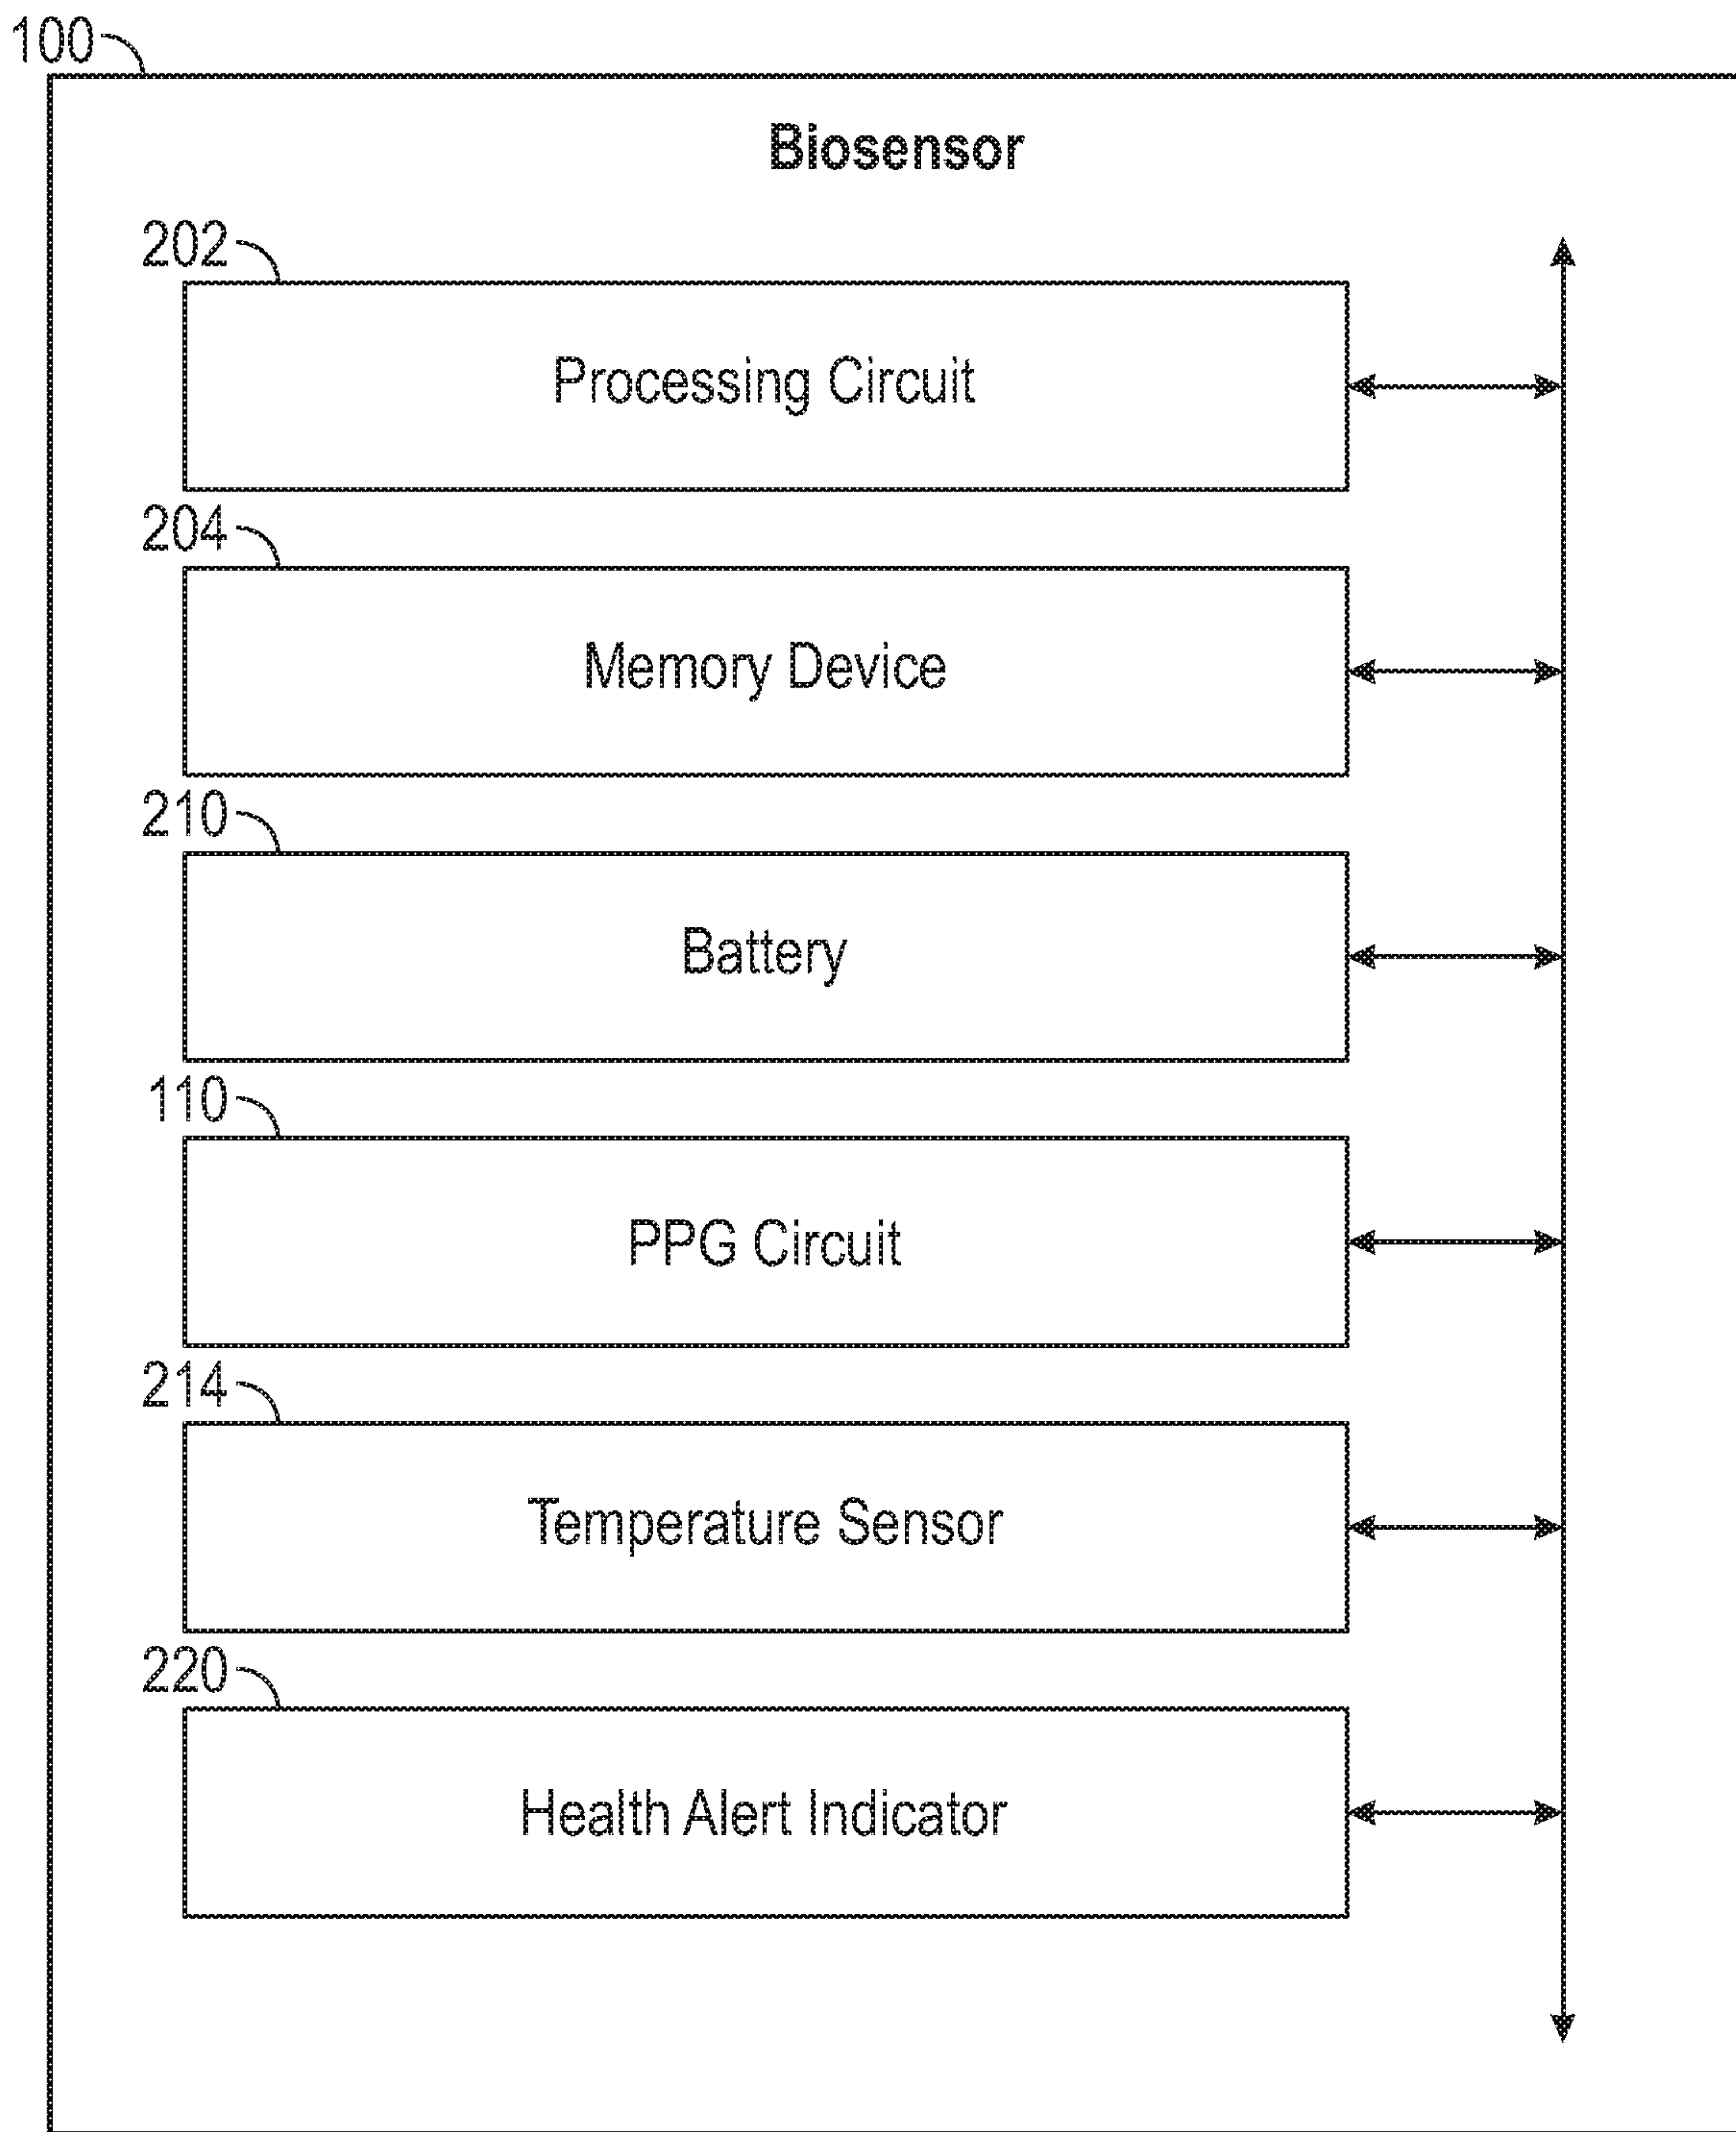 100
Biosensor
202
Processing Circuit
204
Memory Device
210
Battery
110
PPG Circuit
214
Temperature Sensor
220
Health Alert Indicator